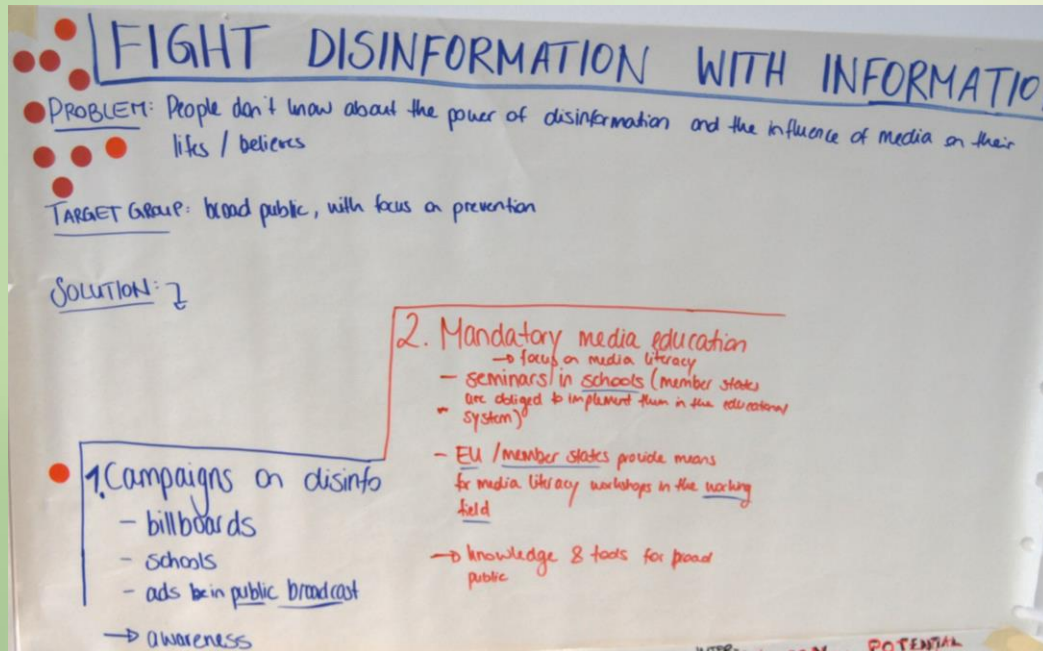 FIGHT DISINFORMATION WITH INFORMATIO
PROBLEM: People don't know about the power of disinformation and the influence of media on their
lifes / believes
TARGET GROUP: broad public, with focus on prevention
SOLUTION:
2. Mandatory media education
→ focus on media literacy
- seminars in schools (member states
are obliged to implement them in the educational
- system)
- EU / member states provide means
for media literacy workshops in the working
field
→ knowledge & tools for broad
public
1. Campaigns on disinfo
- billboards
- schools
- ads in public broadcast
→ awareness
INTER-
POTENTIAL